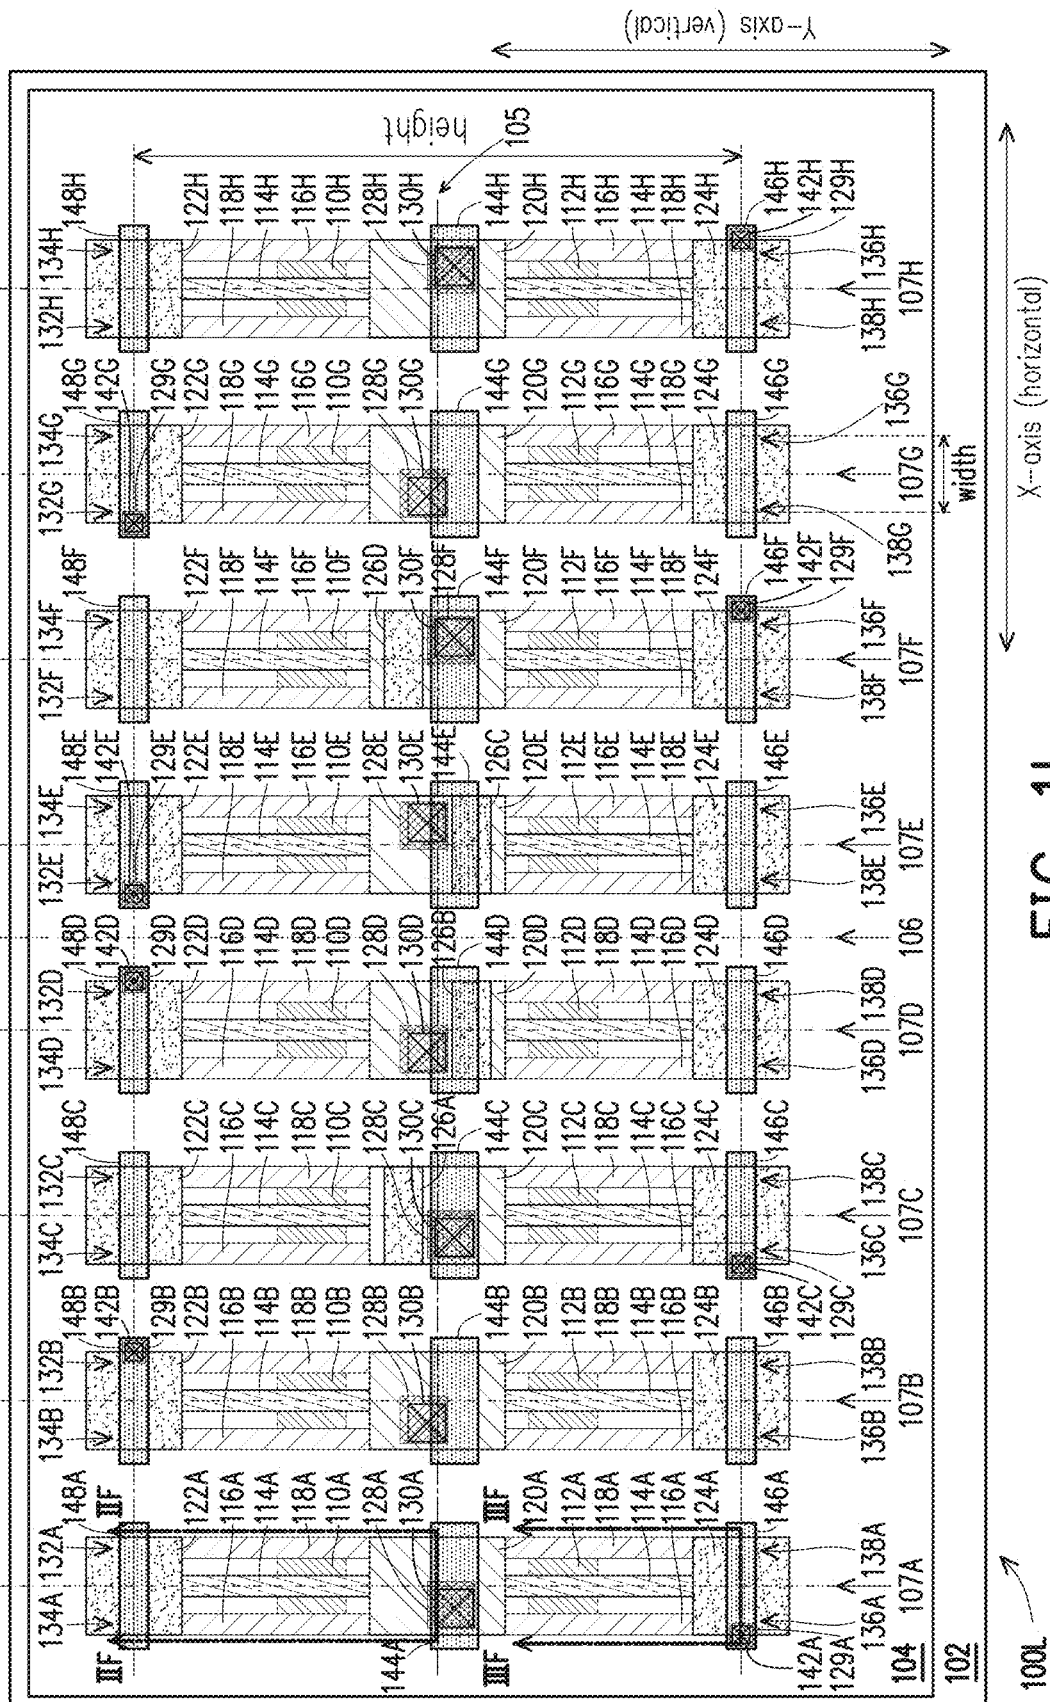 134A 132A
148A
IIF
IIF
122A
116A
114A
118A
110A
128A
130A
144A
IIIF
IIIF
120A
112A
118A
114A
116A
124A
146A
142A
129A
136A 138A
107A
134B 132B
148B
142B
129B
122B
116B
114B
118B
110B
128B
130B
144B
120B
112B
118B
114B
116B
124B
146B
136B 138B
107B
134C 132C
148C
122C
116C
114C
118C
110C
128C
130C
126A
144C
120C
112C
118C
114C
116C
124C
146C
142C
129C
136C 138C
107C
134D 132D
148D
142D
129D
122D
116D
114D
118D
110D
128D
130D
126B
144D
120D
112D
118D
114D
116D
124D
146D
136D 138D
107D
106
132E 134E
148E
142E
129E
122E
118E
114E
116E
110E
128E
130E
144E
126C
120E
112E
116E
114E
118E
124E
146E
138E 136E
107E
132F 134F
148F
122F
118F
114F
116F
110F
126D
130F
128F
144F
120F
112F
116F
114F
118F
124F
146F
142F
129F
138F 136F
107F
132G 134G
148G
142G
129G
122G
118G
114G
116G
110G
128G
130G
144G
120G
112G
116G
114G
118G
124G
146G
138G 136G
107G
width
132H 134H
148H
122H
118H
114H
116H
110H
128H
130H
144H
120H
112H
116H
114H
118H
124H
146H
142H
129H
138H 136H
107H
height
105
104
102
100L
X-axis (horizontal)
Y-axis (vertical)